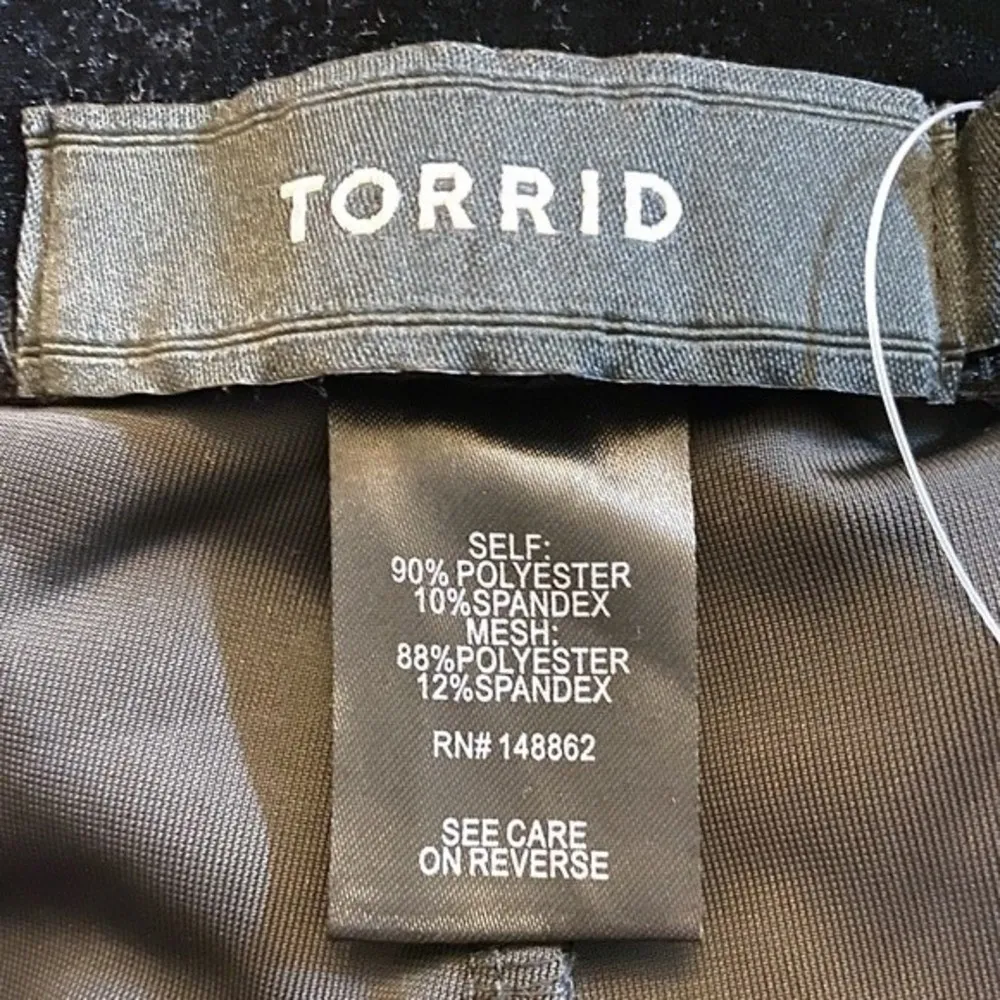 TORRID
SELF:
90% POLYESTER
10%SPANDEX
MESH:
88%POLYESTER
12%SPANDEX
RN# 148862
SEE CARE
ON REVERSE